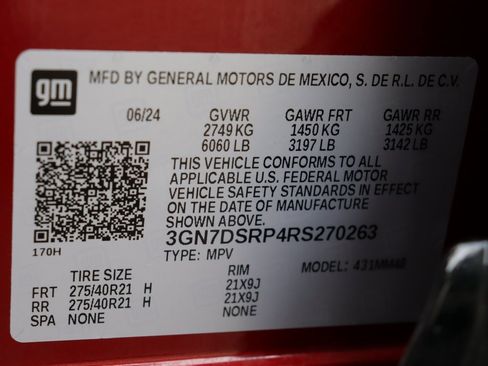 gm MFD BY GENERAL MOTORS DE MEXICO, S. DE R.L. DE C.V.
06/24 GVWR GAWR FRT GAWR RR
2749 KG 1450 KG 1425 KG
6060 LB 3197 LB 3142 LB
THIS VEHICLE CONFORMS TO ALL
APPLICABLE U.S. FEDERAL MOTOR
VEHICLE SAFETY STANDARDS IN EFFECT
ON THE DATE OF MANUFACTURE
SHOWN ABOVE.
170H
3GN7DSRP4RS270263
TYPE: MPV MODEL: 431MM48
TIRE SIZE RIM
FRT 275/40R21 H 21X9J
RR 275/40R21 H 21X9J
SPA NONE NONE